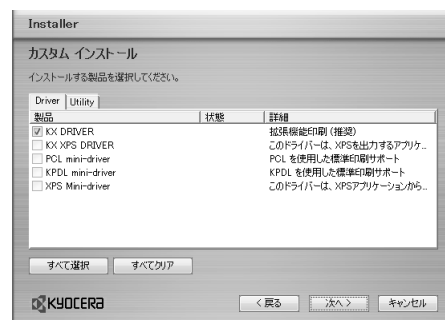 Installer
カスタム インストール
インストールする製品を選択してください。
Driver Utility
製品 状態 詳細
KX DRIVER 拡張機能印刷 (推奨)
KX XPS DRIVER このドライバーは、XPSを出力するアプリケ...
PCL mini-driver PCL を使用した標準印刷サポート
KPDL mini-driver KPDL を使用した標準印刷サポート
XPS Mini-driver このドライバーは、XPSアプリケーションから...
すべて選択 すべてクリア
KYOCERA < 戻る 次へ > キャンセル